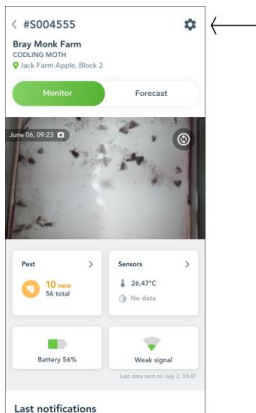 #S004555
Bray Monk Farm
CODLING MOTH
Jack Farm Apple, Block 2
Monitor
Forecast
June 06, 09:23
Pest
10 new
56 total
Sensors
26,47°C
No data
Battery 56%
Weak signal
Last data sent on July 2, 03:47
Last notifications